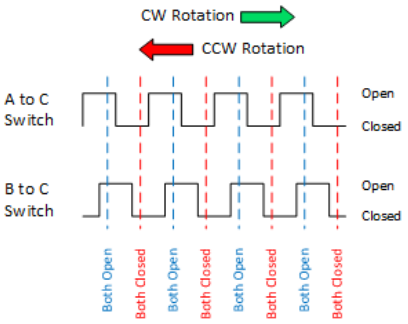 CW Rotation
CCW Rotation
A to C
Switch
Open
Closed
B to C
Switch
Open
Closed
Both Open
Both Closed
Both Open
Both Closed
Both Open
Both Closed
Both Open
Both Closed